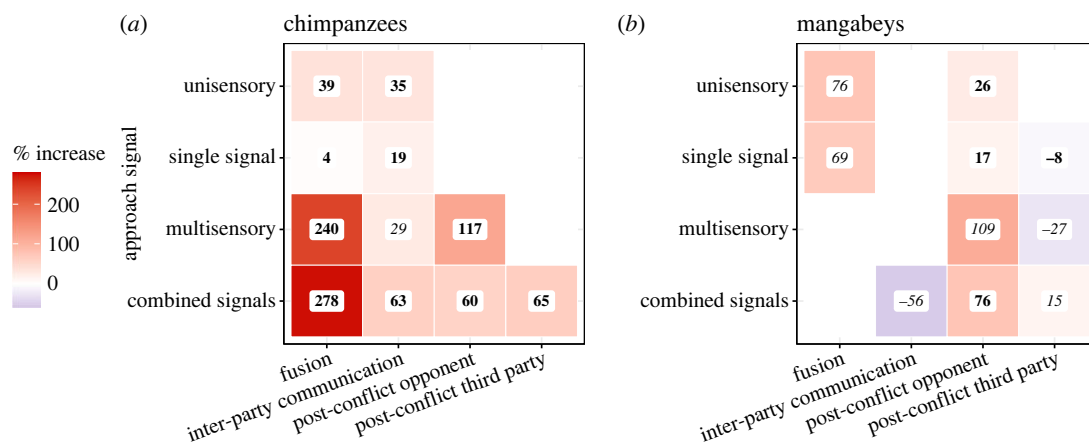 (a) chimpanzees
(b) mangabeys
% increase
200
100
0
approach signal
unisensory 39 35
single signal 4 19
multisensory 240 29 117
combined signals 278 63 60 65
fusion
inter-party communication
post-conflict opponent
post-conflict third party
unisensory 76 26
single signal 69 17 –8
multisensory 109 –27
combined signals –56 76 15
fusion
inter-party communication
post-conflict opponent
post-conflict third party